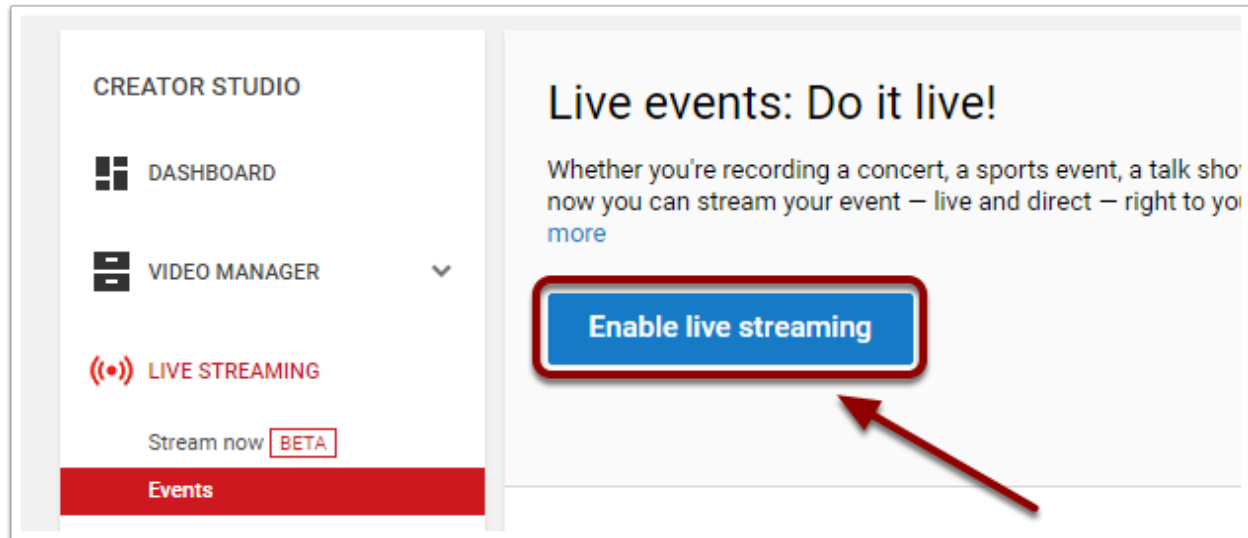 CREATOR STUDIO
DASHBOARD
VIDEO MANAGER
LIVE STREAMING
Stream now BETA
Events
Live events: Do it live!
Whether you're recording a concert, a sports event, a talk
now you can stream your event — live and direct — right to
more
Enable live streaming